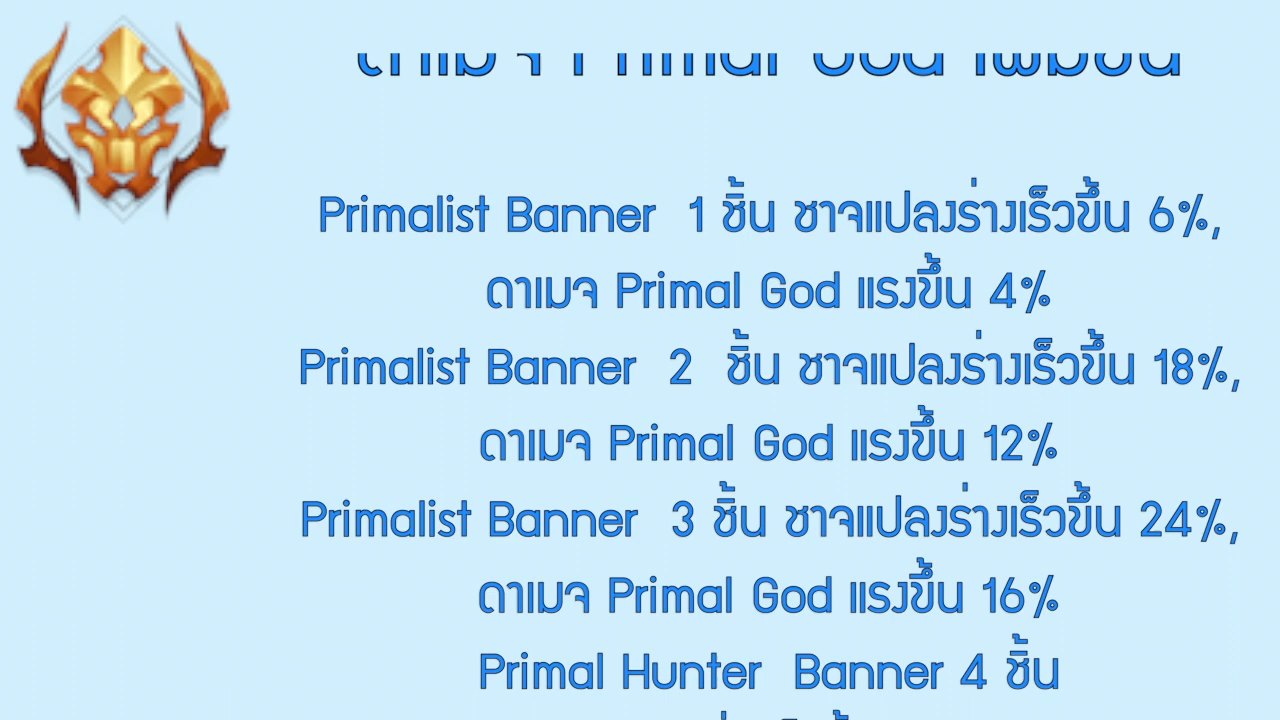 Primal God
Primalist Banner 1 ชิ้น ชาจแปลงร่างเร็วขึ้น 6%,
ดาเมจ Primal God แรงขึ้น 4%
Primalist Banner 2 ชิ้น ชาจแปลงร่างเร็วขึ้น 18%,
ดาเมจ Primal God แรงขึ้น 12%
Primalist Banner 3 ชิ้น ชาจแปลงร่างเร็วขึ้น 24%,
ดาเมจ Primal God แรงขึ้น 16%
Primal Hunter Banner 4 ชิ้น